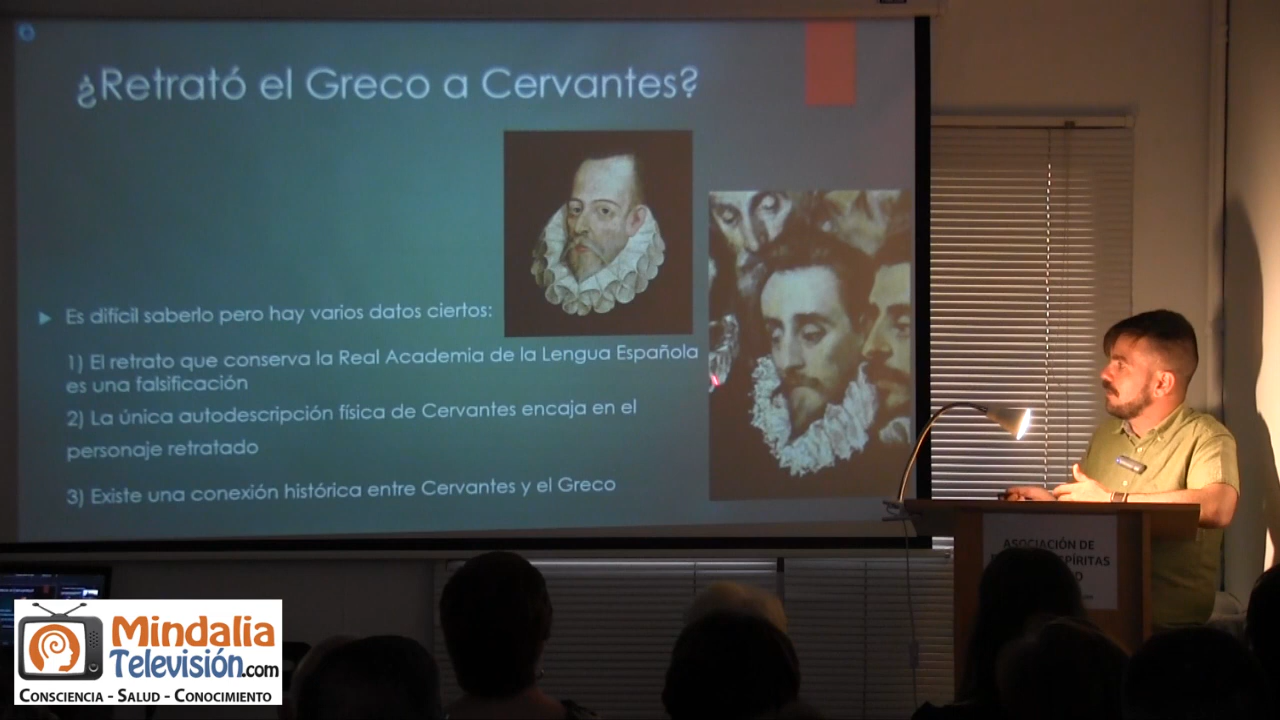 ¿Retrató el Greco a Cervantes?
Es difícil saberlo pero hay varios datos ciertos:
1) El retrato que conserva la Real Academia de la Lengua Española
es una falsificación
2) La única autodescripción física de Cervantes encaja en el
personaje retratado
3) Existe una conexión histórica entre Cervantes y el Greco
ASOCIACIÓN DE
Mindalia
Televisión.com
CONSCIENCIA - SALUD - CONOCIMIENTO